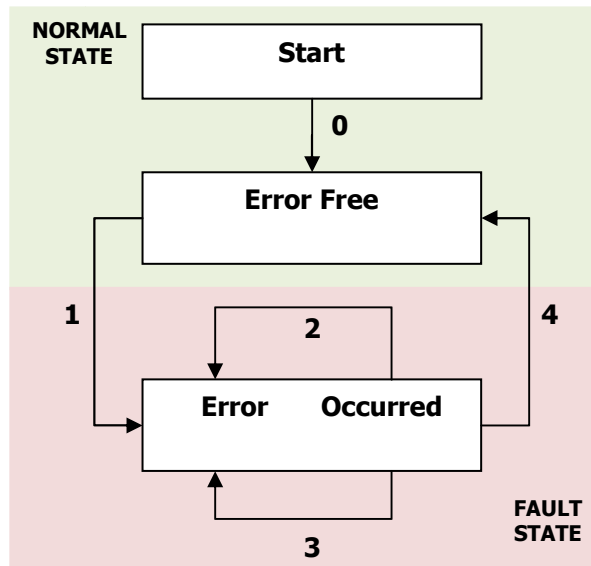 NORMAL
STATE
Start
0
Error Free
1
2
4
Error Occurred
3
FAULT
STATE